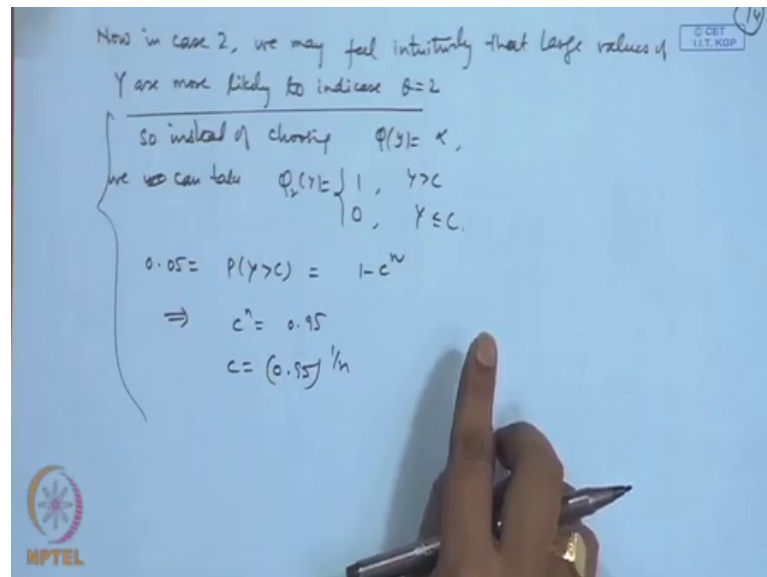 14
© CET
I.I.T. KGP
Now in case 2, we may feel intuitively that large values of
Y are more likely to indicate θ=2
so instead of choosing φ(y)= α,
we can take φ₂(Y)= { 1, Y>c
0, Y≤c.
0.05= P(Y>c) = 1-cⁿ
⇒ cⁿ= 0.95
c= (0.95)^1/n
NPTEL